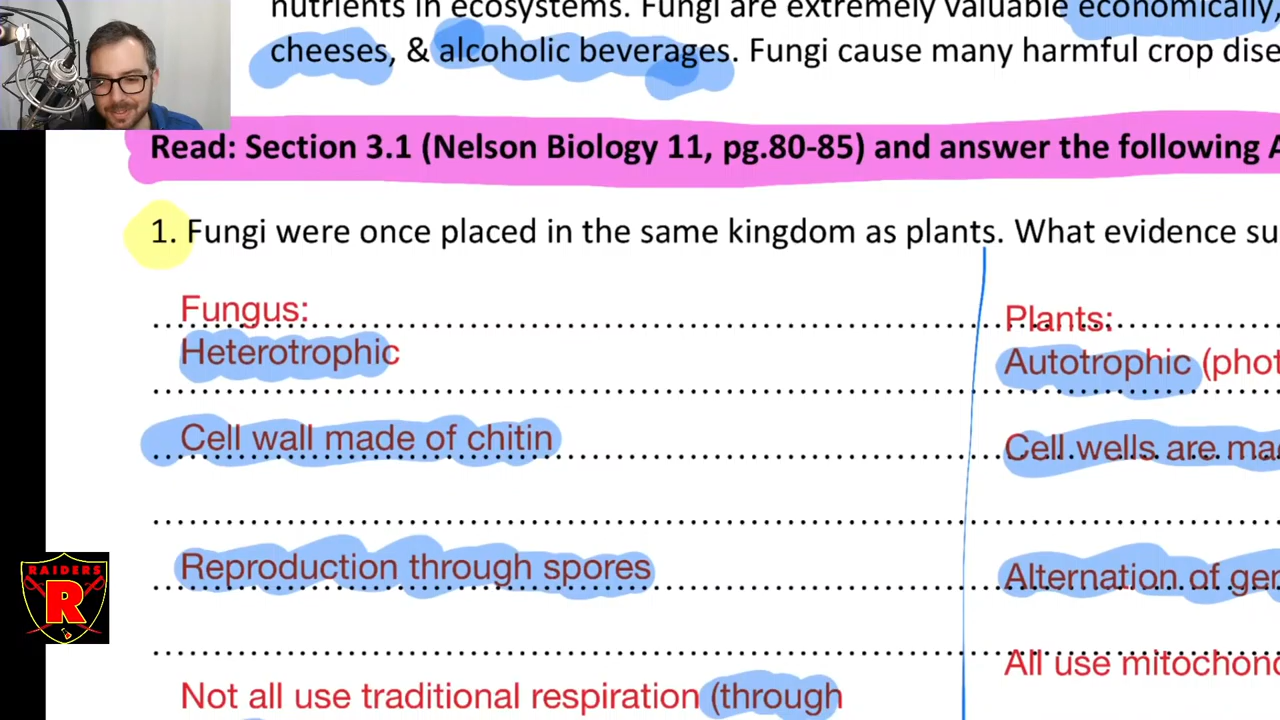 nutrients in ecosystems. Fungi are extremely valuable economically,
cheeses, & alcoholic beverages. Fungi cause many harmful crop dise
Read: Section 3.1 (Nelson Biology 11, pg.80-85) and answer the following A
1. Fungi were once placed in the same kingdom as plants. What evidence su
Fungus:
Plants:
Heterotrophic
Autotrophic (phot
Cell wall made of chitin
Cell wells are mad
Reproduction through spores
Alternation of gen
All use mitochond
Not all use traditional respiration (through
RAIDERS
R